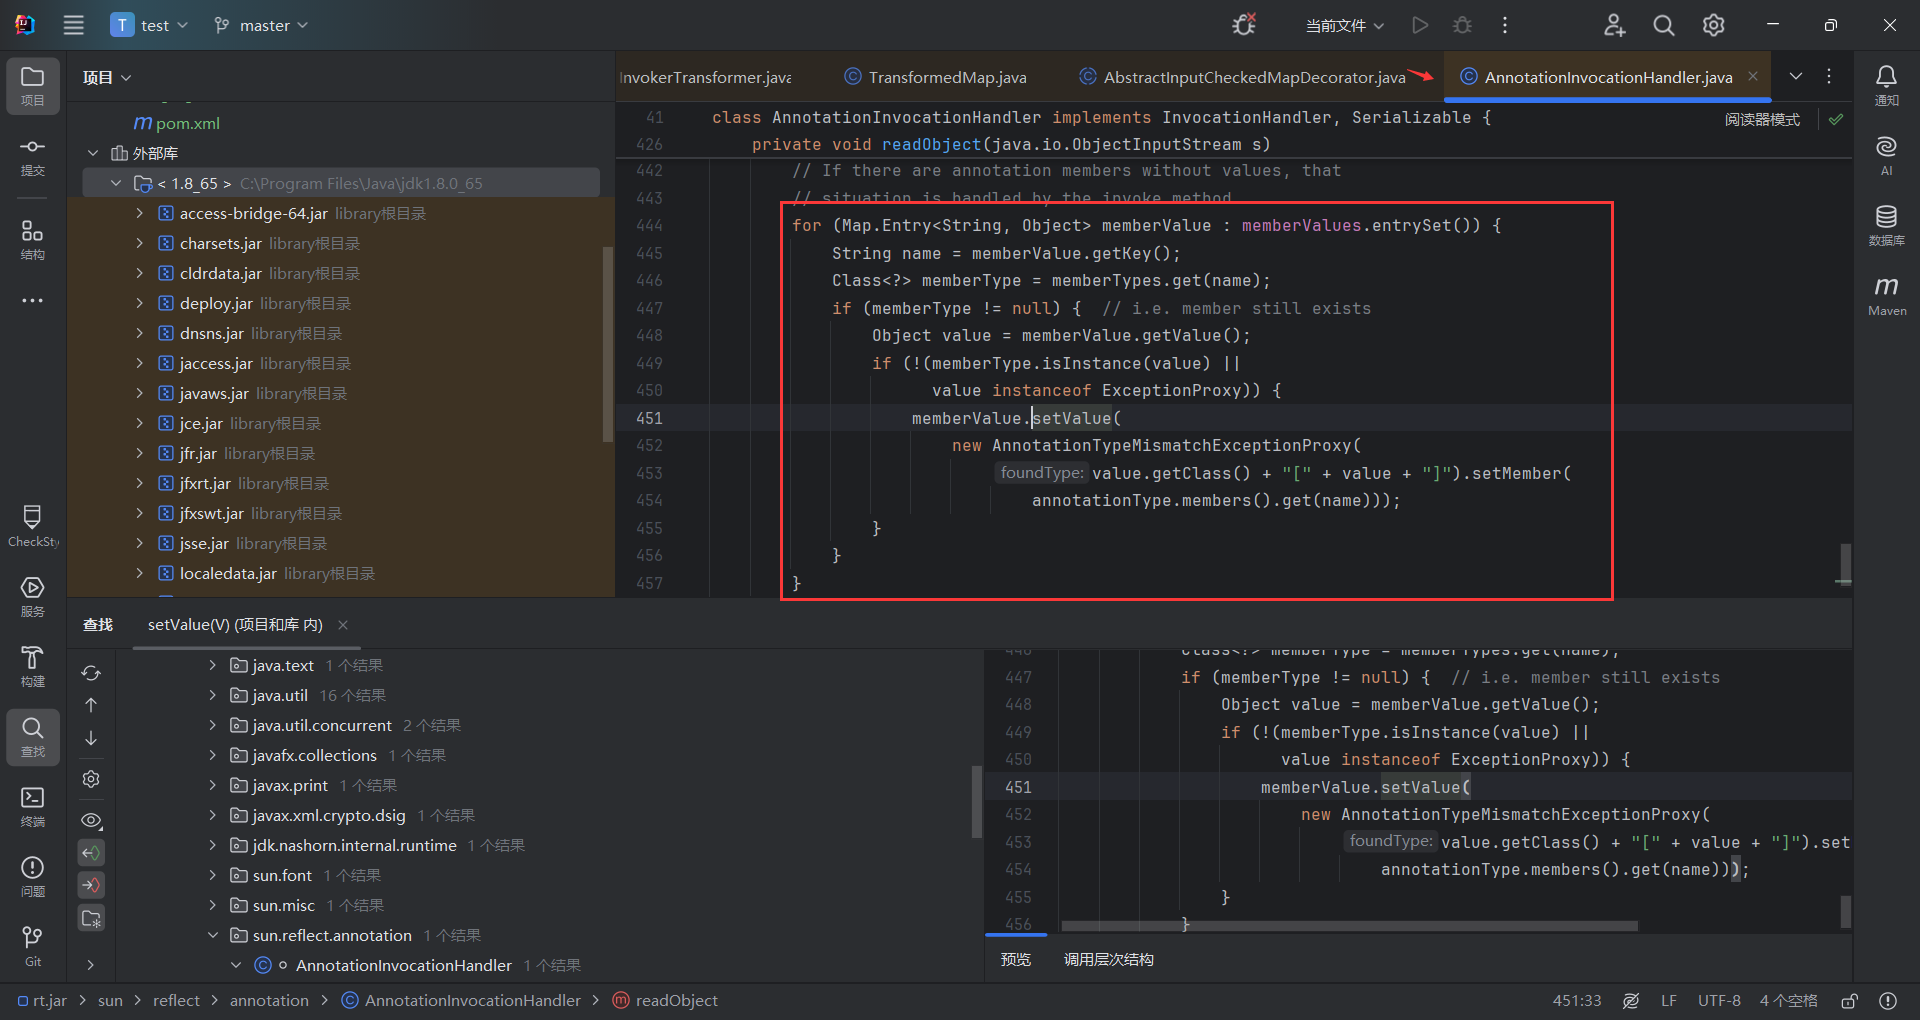 T test master 当前文件
项目
提交
结构
CheckSty
服务
构建
查找
终端
问题
Git
项目
pom.xml
外部库
< 1.8_65 > C:\Program Files\Java\jdk1.8.0_65
access-bridge-64.jar library根目录
charsets.jar library根目录
cldrdata.jar library根目录
deploy.jar library根目录
dnsns.jar library根目录
jaccess.jar library根目录
javaws.jar library根目录
jce.jar library根目录
jfr.jar library根目录
jfxrt.jar library根目录
jfxswt.jar library根目录
jsse.jar library根目录
localedata.jar library根目录
InvokerTransformer.java TransformedMap.java AbstractInputCheckedMapDecorator.java AnnotationInvocationHandler.java
阅读器模式
41 class AnnotationInvocationHandler implements InvocationHandler, Serializable {
426 private void readObject(java.io.ObjectInputStream s)
442 // If there are annotation members without values, that
443 // situation is handled by the invoke method
444 for (Map.Entry<String, Object> memberValue : memberValues.entrySet()) {
445 String name = memberValue.getKey();
446 Class<?> memberType = memberTypes.get(name);
447 if (memberType != null) { // i.e. member still exists
448 Object value = memberValue.getValue();
449 if (!(memberType.isInstance(value) ||
450 value instanceof ExceptionProxy)) {
451 memberValue.setValue(
452 new AnnotationTypeMismatchExceptionProxy(
453 foundType: value.getClass() + "[" + value + "]").setMember(
454 annotationType.members().get(name)));
455 }
456 }
457 }
通知
AI
数据库
m
Maven
查找 setValue(V) (项目和库 内)
java.text 1 个结果
java.util 16 个结果
java.util.concurrent 2 个结果
javafx.collections 1 个结果
javax.print 1 个结果
javax.xml.crypto.dsig 1 个结果
jdk.nashorn.internal.runtime 1 个结果
sun.font 1 个结果
sun.misc 1 个结果
sun.reflect.annotation 1 个结果
AnnotationInvocationHandler 1 个结果
446 Class<?> memberType = memberTypes.get(name);
447 if (memberType != null) { // i.e. member still exists
448 Object value = memberValue.getValue();
449 if (!(memberType.isInstance(value) ||
450 value instanceof ExceptionProxy)) {
451 memberValue.setValue(
452 new AnnotationTypeMismatchExceptionProxy(
453 foundType: value.getClass() + "[" + value + "]").set
454 annotationType.members().get(name)));
455 }
456 }
预览 调用层次结构
rt.jar > sun > reflect > annotation > AnnotationInvocationHandler > readObject
451:33 LF UTF-8 4 个空格